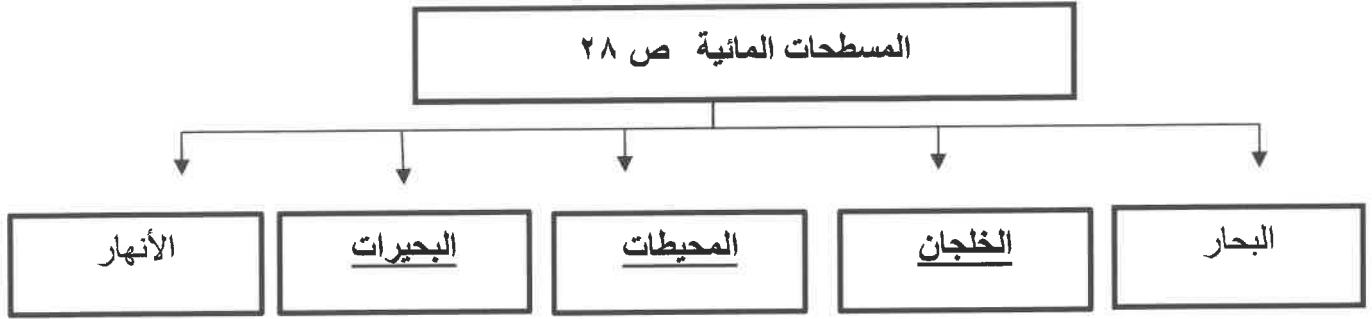 المسطحات المائية ص ٢٨
البحار
الخلجان
المحيطات
البحيرات
الأنهار